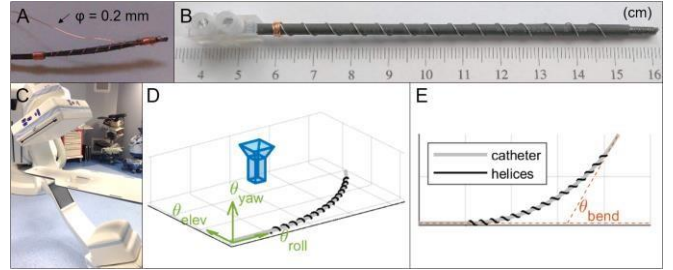 A
φ = 0.2 mm
B
(cm)
4 5 6 7 8 9 10 11 12 13 14 15 16
C
D
θyaw
θelev
θroll
E
catheter
helices
θbend